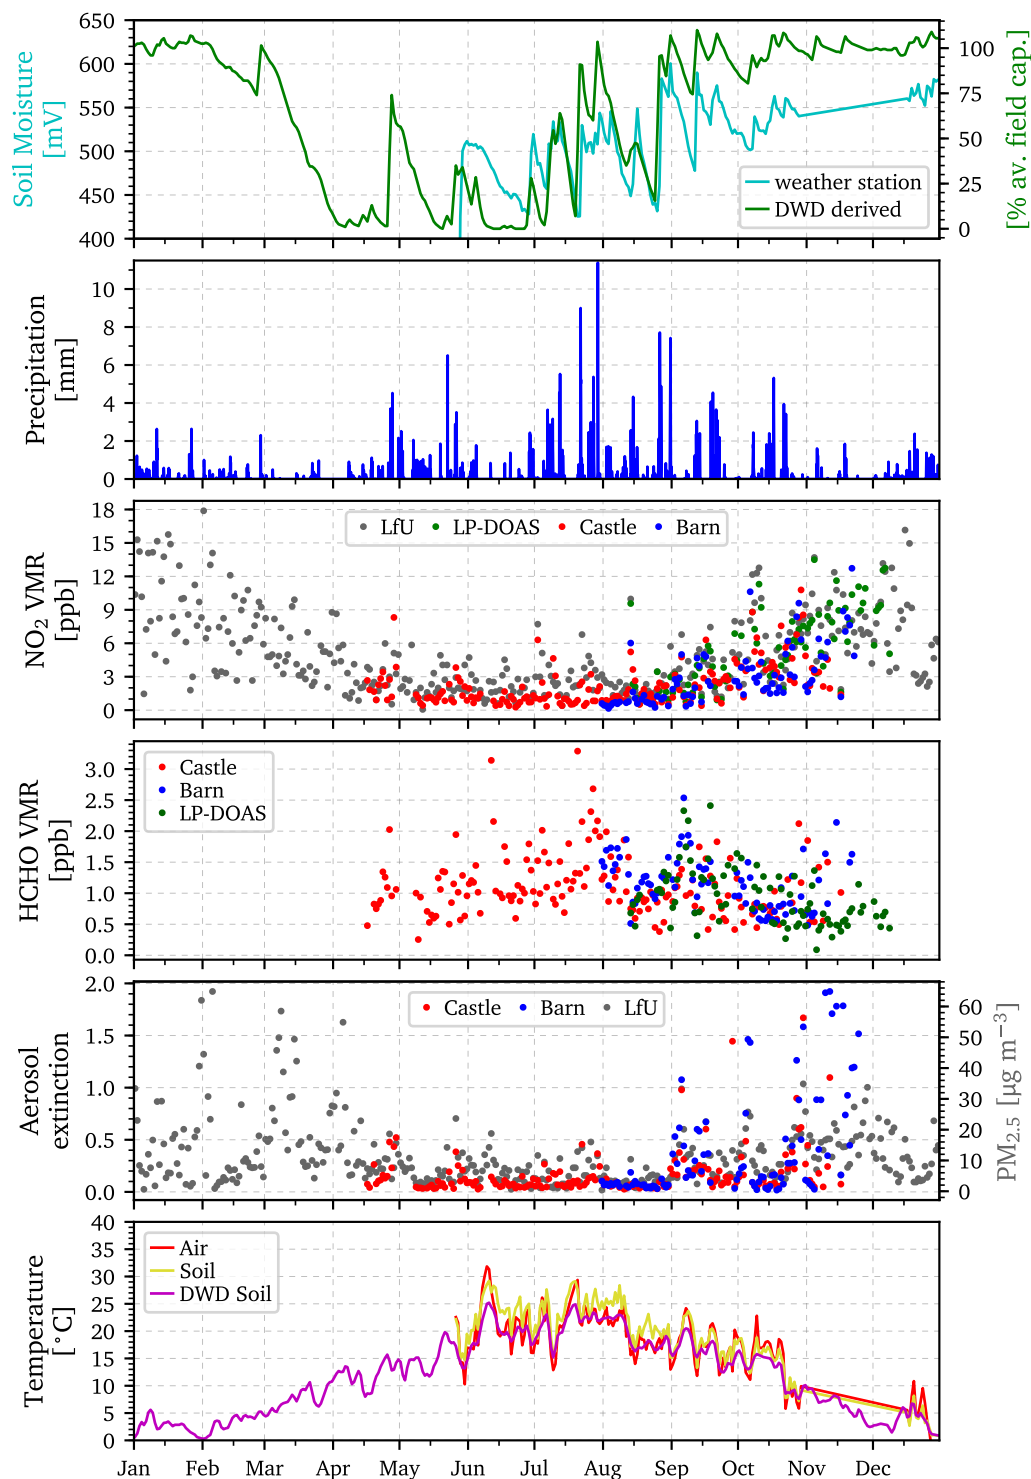 650
600
550
500
450
400
Soil Moisture
[mV]
100
75
50
25
0
[% av. field cap.]
weather station
DWD derived
10
8
6
4
2
0
Precipitation
[mm]
18
15
12
9
6
3
0
NO₂ VMR
[ppb]
LfU LP-DOAS Castle Barn
3.0
2.5
2.0
1.5
1.0
0.5
0.0
HCHO VMR
[ppb]
Castle
Barn
LP-DOAS
2.0
1.5
1.0
0.5
0.0
Aerosol
extinction
Castle Barn LfU
60
50
40
30
20
10
0
PM₂.₅ [µg m⁻³]
40
35
30
25
20
15
10
5
0
Temperature
[°C]
Air
Soil
DWD Soil
Jan Feb Mar Apr May Jun Jul Aug Sep Oct Nov Dec